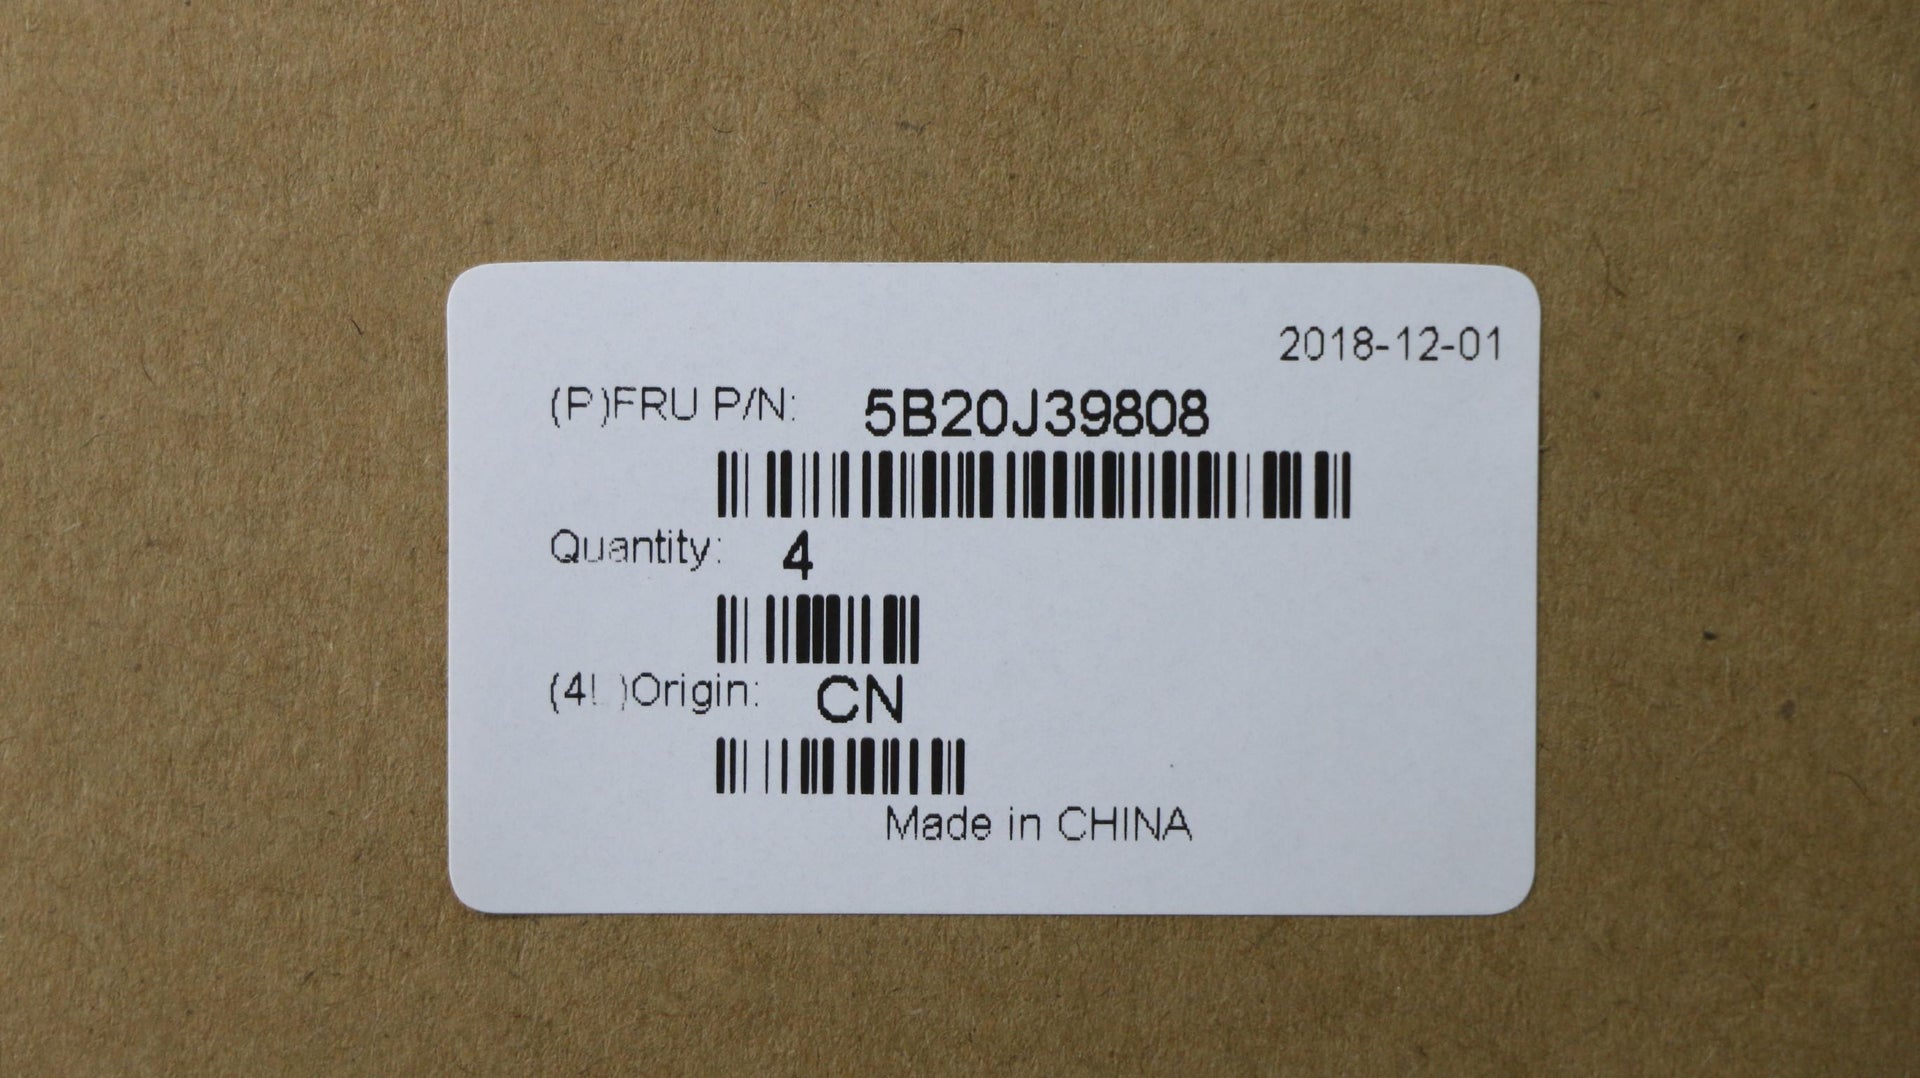 2018-12-01
(P)FRU P/N: 5B20J39808
Quantity: 4
(4L)Origin: CN
Made in CHINA